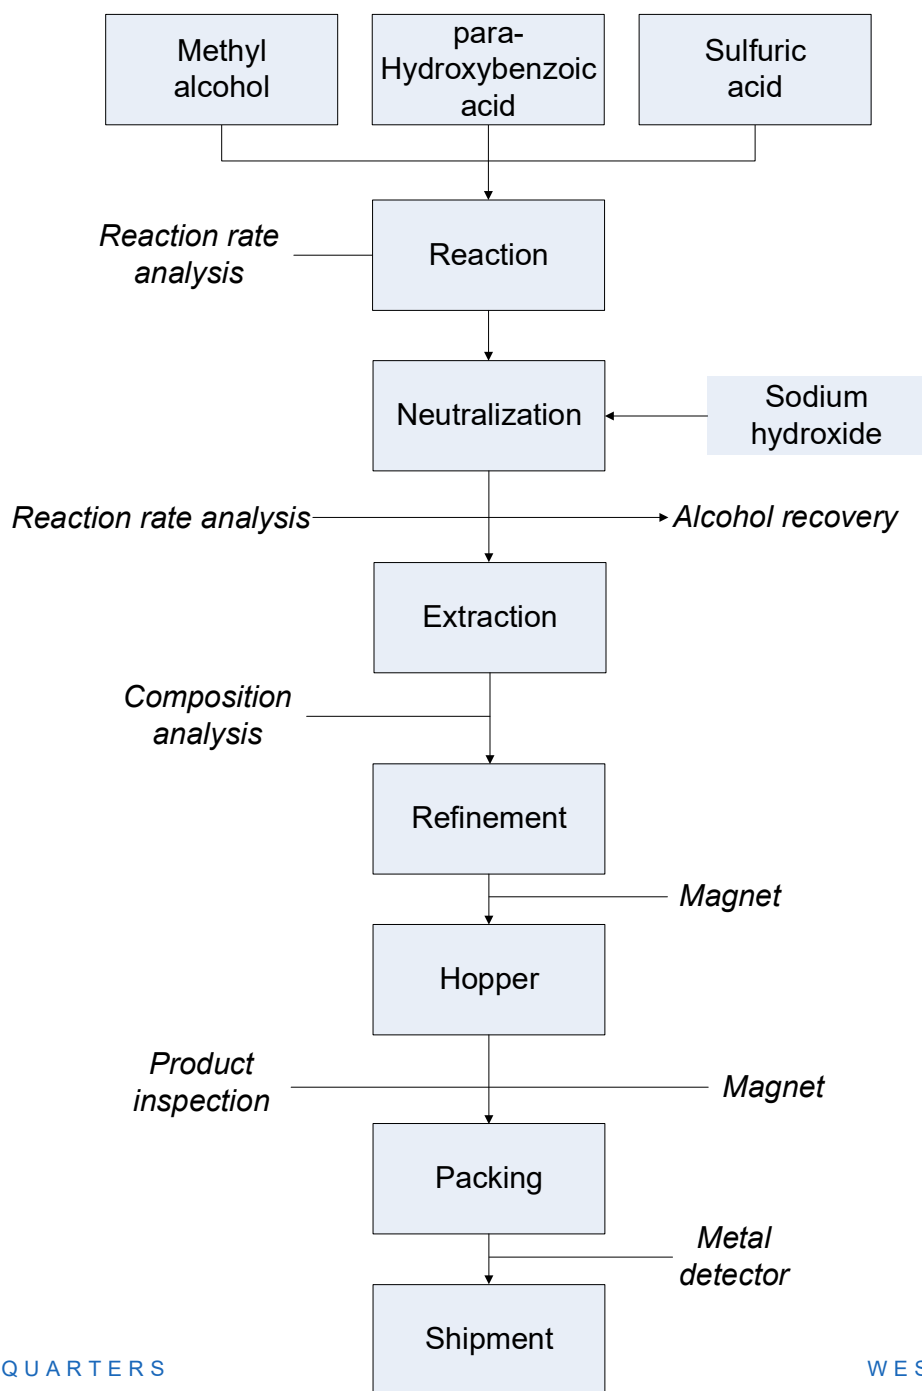 Methyl
alcohol
para-
Hydroxybenzoic
acid
Sulfuric
acid
Reaction rate
analysis
Reaction
Neutralization
Sodium
hydroxide
Reaction rate analysis
Alcohol recovery
Extraction
Composition
analysis
Refinement
Magnet
Hopper
Product
inspection
Magnet
Packing
Metal
detector
Shipment
QUARTERS
WES